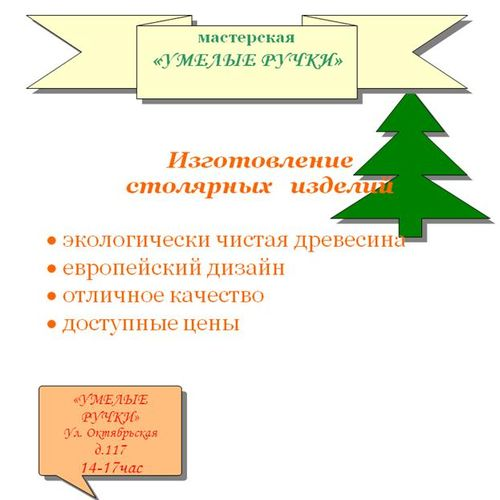 мастерская
«УМЕЛЫЕ РУЧКИ»
Изготовление
столярных изделий
• экологически чистая древесина
• европейский дизайн
• отличное качество
• доступные цены
«УМЕЛЫЕ
РУЧКИ»
Ул. Октябрьская
д.117
14-17час